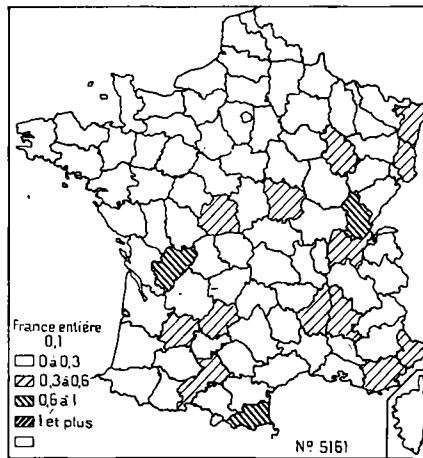 France entière
0,1
0 à 0,3
0,3 à 0,6
0,6 à 1
1 et plus
Nº 5161